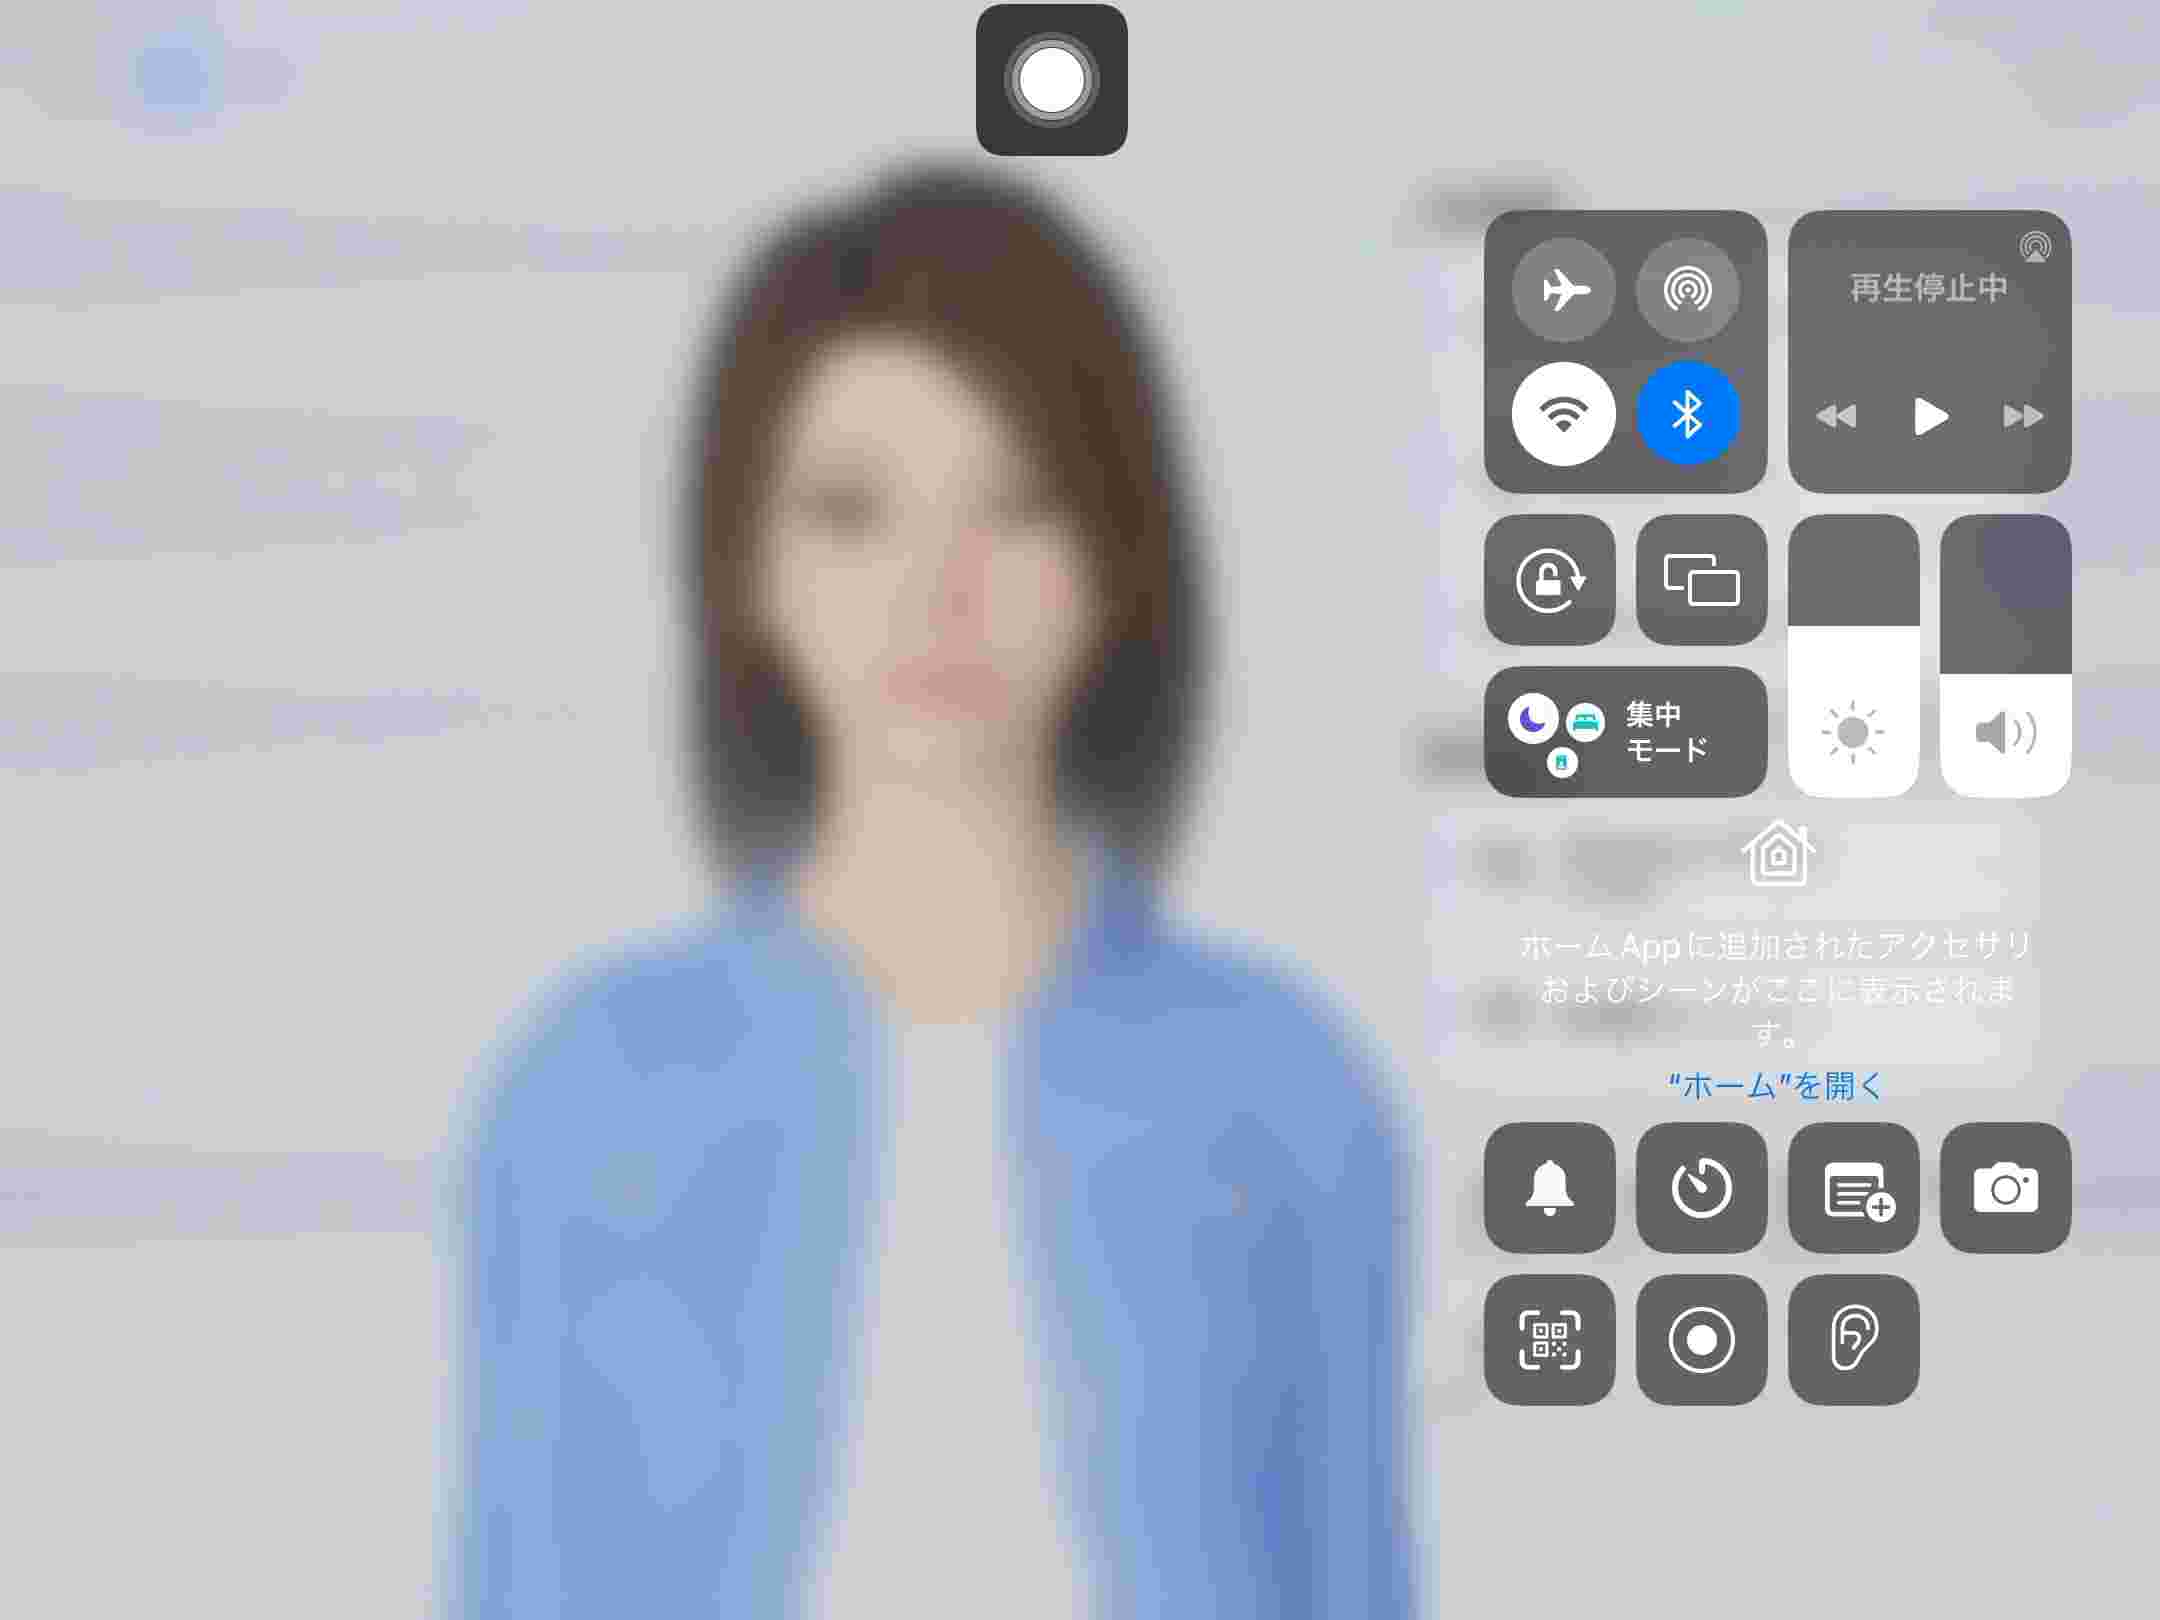 再生停止中
集中
モード
ホーム Appに追加されたアクセサリ
およびシーンがここに表示されま
す。
“ホーム”を開く